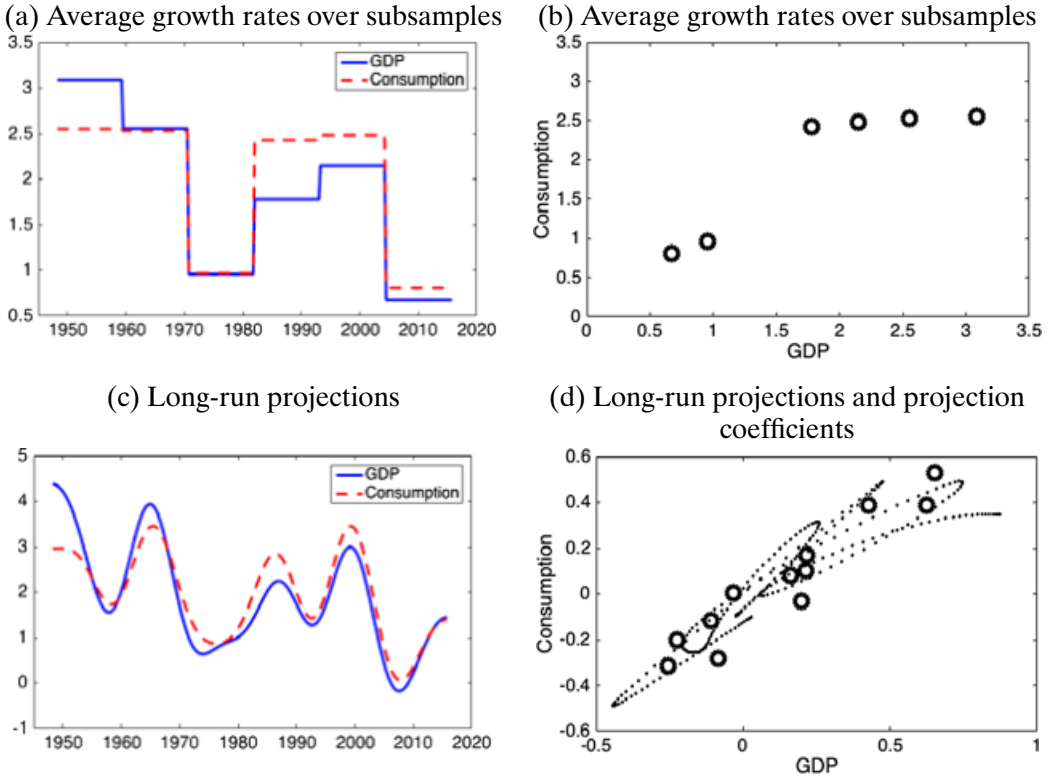 (a) Average growth rates over subsamples
3.5
3
2.5
2
1.5
1
0.5
1950 1960 1970 1980 1990 2000 2010 2020
GDP
Consumption
(b) Average growth rates over subsamples
3.5
3
2.5
2
1.5
1
0.5
0
0 0.5 1 1.5 2 2.5 3 3.5
Consumption
GDP
(c) Long-run projections
5
4
3
2
1
0
-1
1950 1960 1970 1980 1990 2000 2010 2020
GDP
Consumption
(d) Long-run projections and projection
coefficients
0.6
0.4
0.2
0
-0.2
-0.4
-0.6
-0.5 0 0.5 1
Consumption
GDP